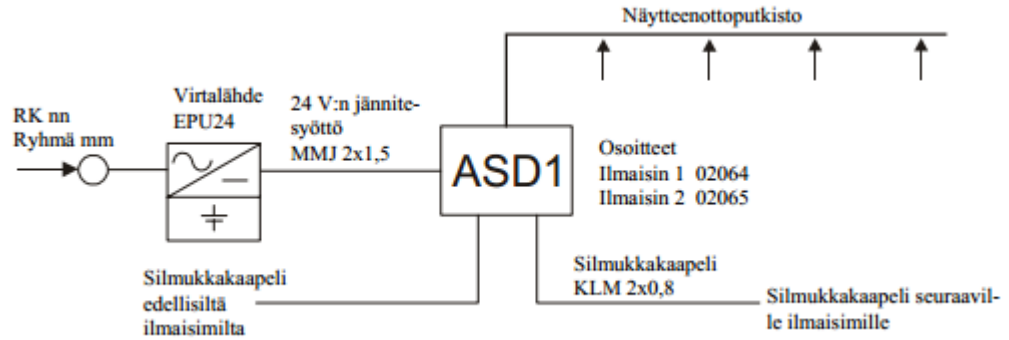 Näytteenottoputkisto
Virtalähde
EPU24
24 V:n jännite-
syöttö
MMJ 2x1,5
RK nn
Ryhmä mm
ASD1
Osoitteet
Ilmaisin 1 02064
Ilmaisin 2 02065
Silmukkakaapeli
edellisiltä
ilmaisimilta
Silmukkakaapeli
KLM 2x0,8
Silmukkakaapeli seuraavil-
le ilmaisimille